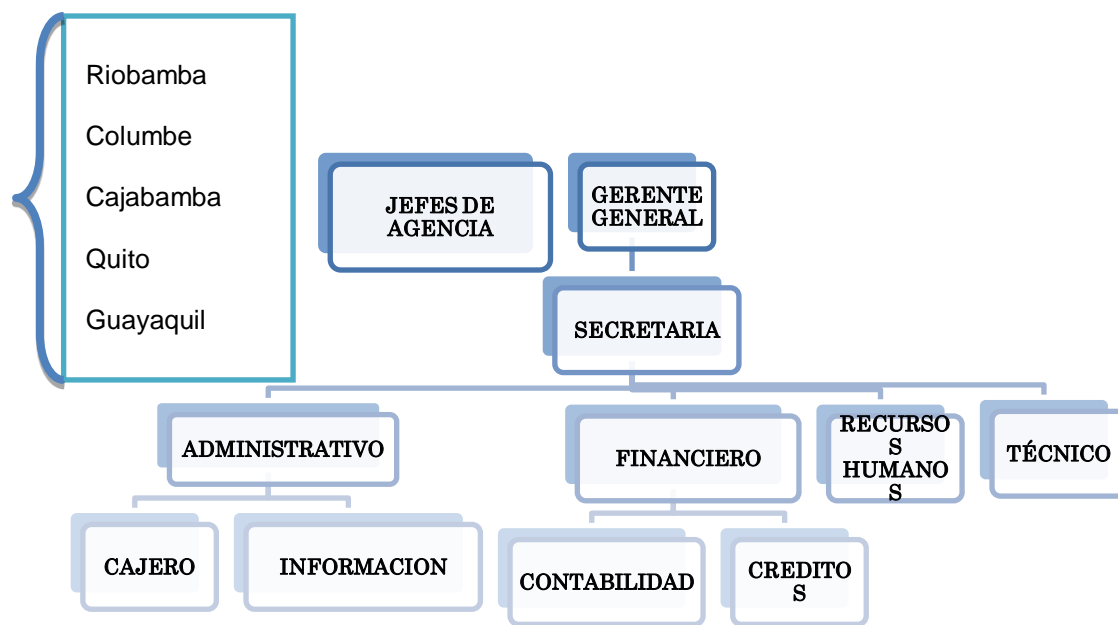 Riobamba
Columbe
Cajabamba
Quito
Guayaquil
JEFES DE
AGENCIA
GERENTE
GENERAL
SECRETARIA
ADMINISTRATIVO
FINANCIERO
RECURSO
S
HUMANO
S
TÉCNICO
CAJERO
INFORMACION
CONTABILIDAD
CREDITO
S